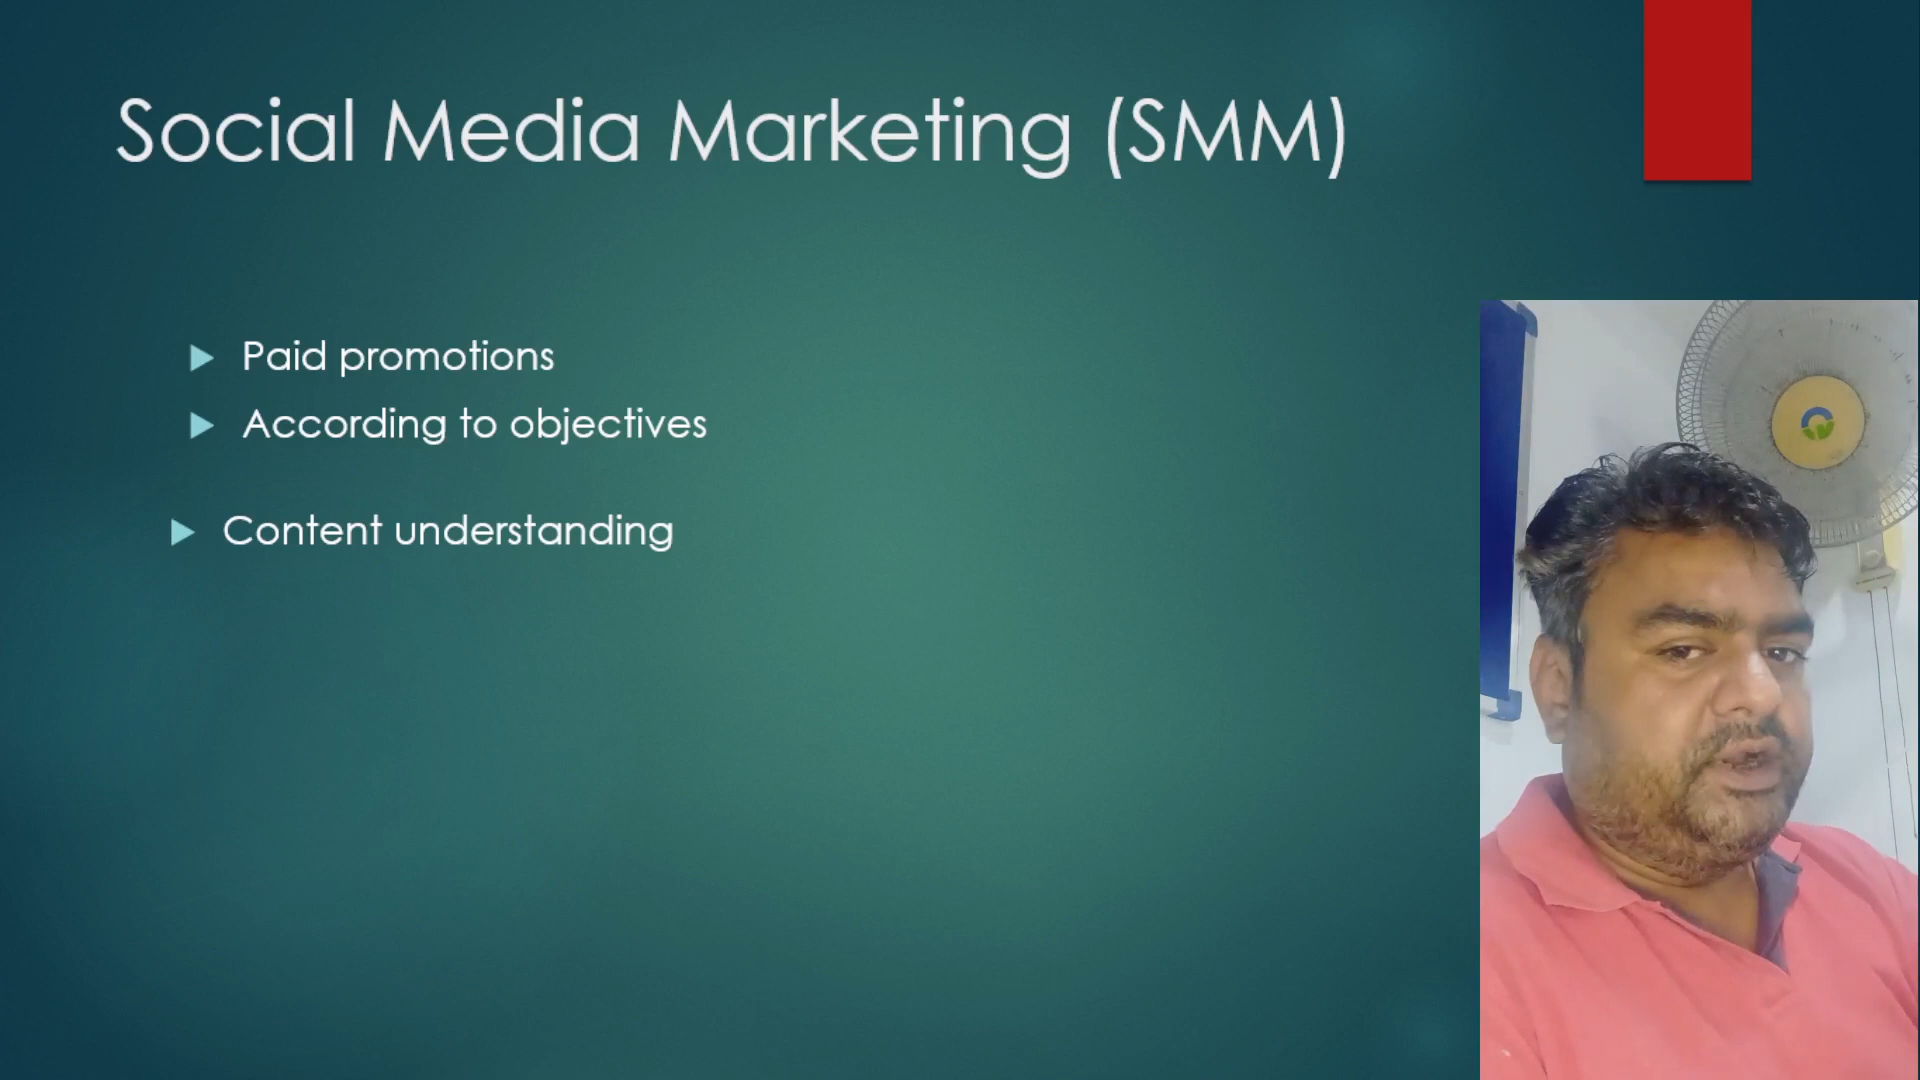 Social Media Marketing (SMM)
Paid promotions
According to objectives
Content understanding